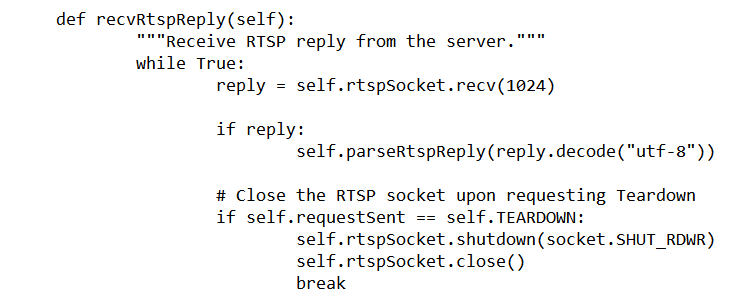 def recvRtspReply(self):
"""Receive RTSP reply from the server."""
while True:
reply = self.rtspSocket.recv(1024)
if reply:
self.parseRtspReply(reply.decode("utf-8"))
# Close the RTSP socket upon requesting Teardown
if self.requestSent == self.TEARDOWN:
self.rtspSocket.shutdown(socket.SHUT_RDWR)
self.rtspSocket.close()
break